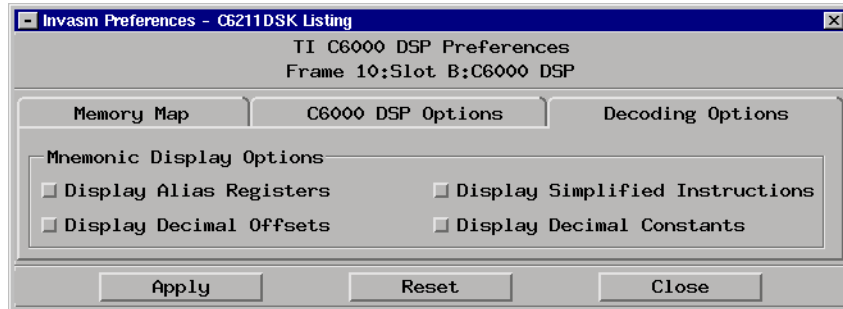 Invasm Preferences - C6211DSK Listing
TI C6000 DSP Preferences
Frame 10:Slot B:C6000 DSP
Memory Map C6000 DSP Options Decoding Options
Mnemonic Display Options
Display Alias Registers Display Simplified Instructions
Display Decimal Offsets Display Decimal Constants
Apply Reset Close